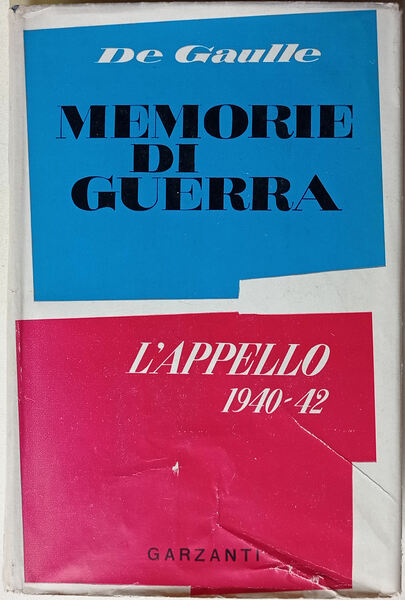 De Gaulle
MEMORIE
DI
GUERRA
L'APPELLO
1940-42
GARZANTI